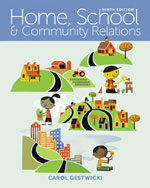 NINTH EDITION
Home, School
& Community Relations
CAROL GESTWICKI